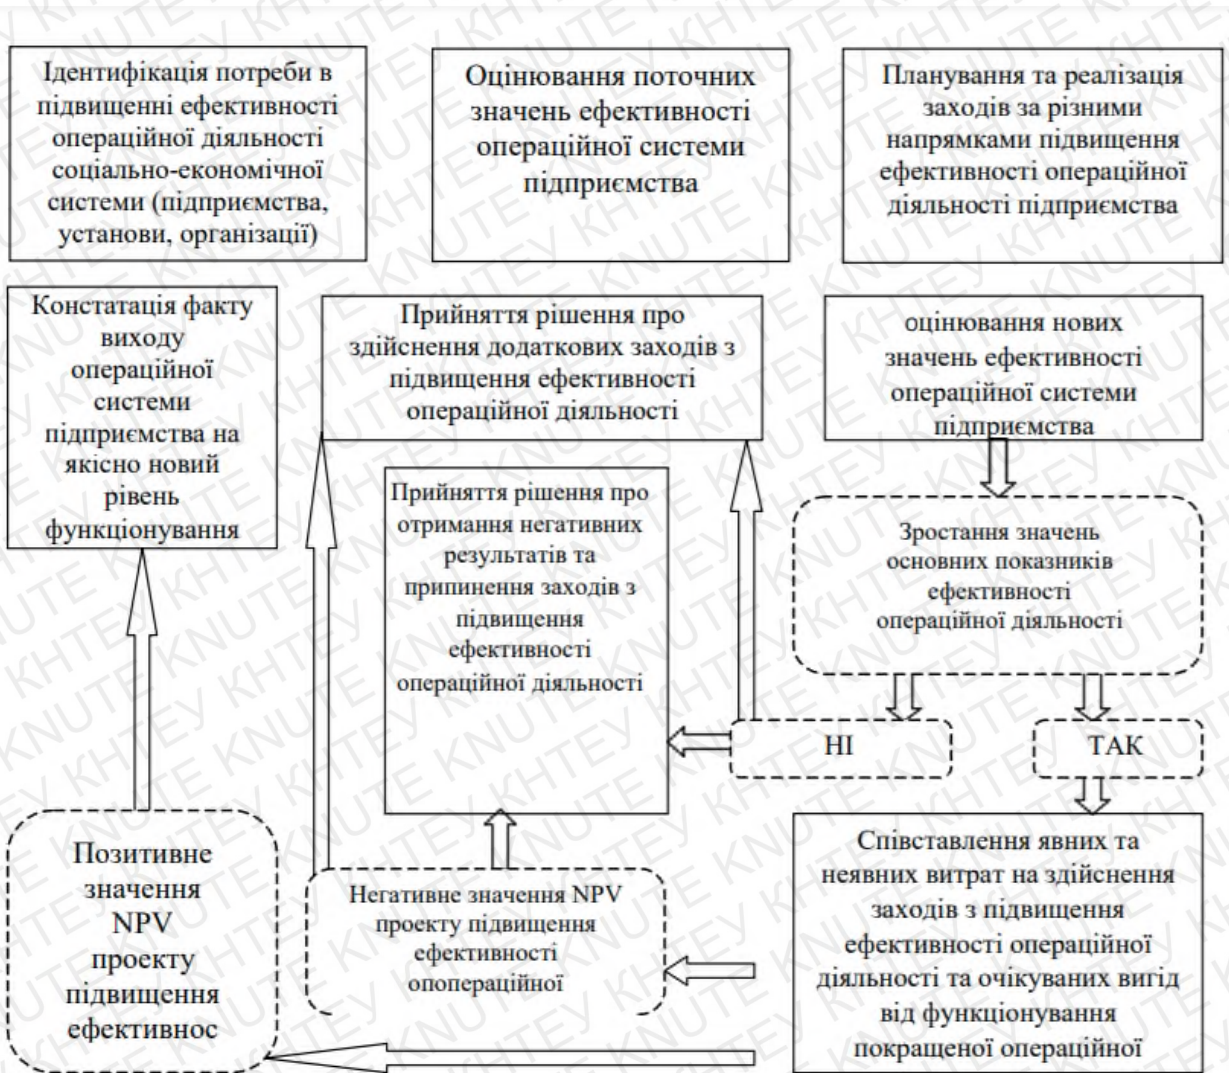 Ідентифікація потреби в
підвищенні ефективності
операційної діяльності
соціально-економічної
системи (підприємства,
установи, організації)
Оцінювання поточних
значень ефективності
операційної системи
підприємства
Планування та реалізація
заходів за різними
напрямками підвищення
ефективності операційної
діяльності підприємства
Констатація факту
виходу
операційної
системи
підприємства на
якісно новий
рівень
функціонування
Прийняття рішення про
здійснення додаткових заходів з
підвищення ефективності
операційної діяльності
оцінювання нових
значень ефективності
операційної системи
підприємства
Прийняття рішення про
отримання негативних
результатів та
припинення заходів з
підвищення
ефективності
операційної діяльності
Зростання значень
основних показників
ефективності
операційної діяльності
НІ
ТАК
Позитивне
значення
NPV
проекту
підвищення
ефективнос
Негативне значення NPV
проекту підвищення
ефективності
опопераційної
Співставлення явних та
неявних витрат на здійснення
заходів з підвищення
ефективності операційної
діяльності та очікуваних вигід
від функціонування
покращеної операційної